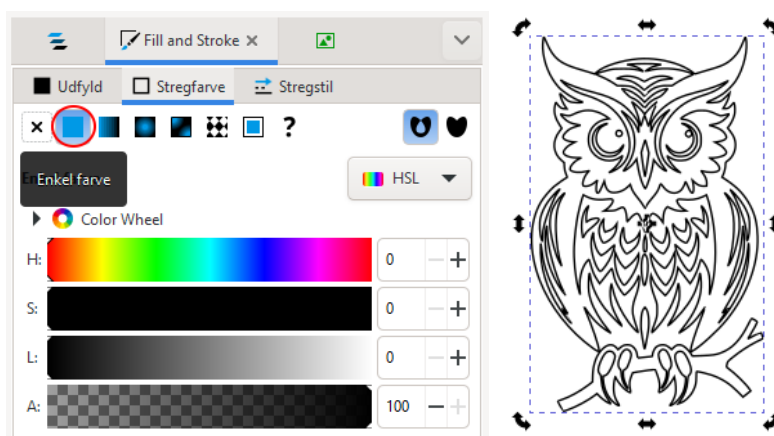 Fill and Stroke
Udfyld Stregfarve Stregstil
?
Enkel farve
HSL
Color Wheel
H: 0
S: 0
L: 0
A: 100